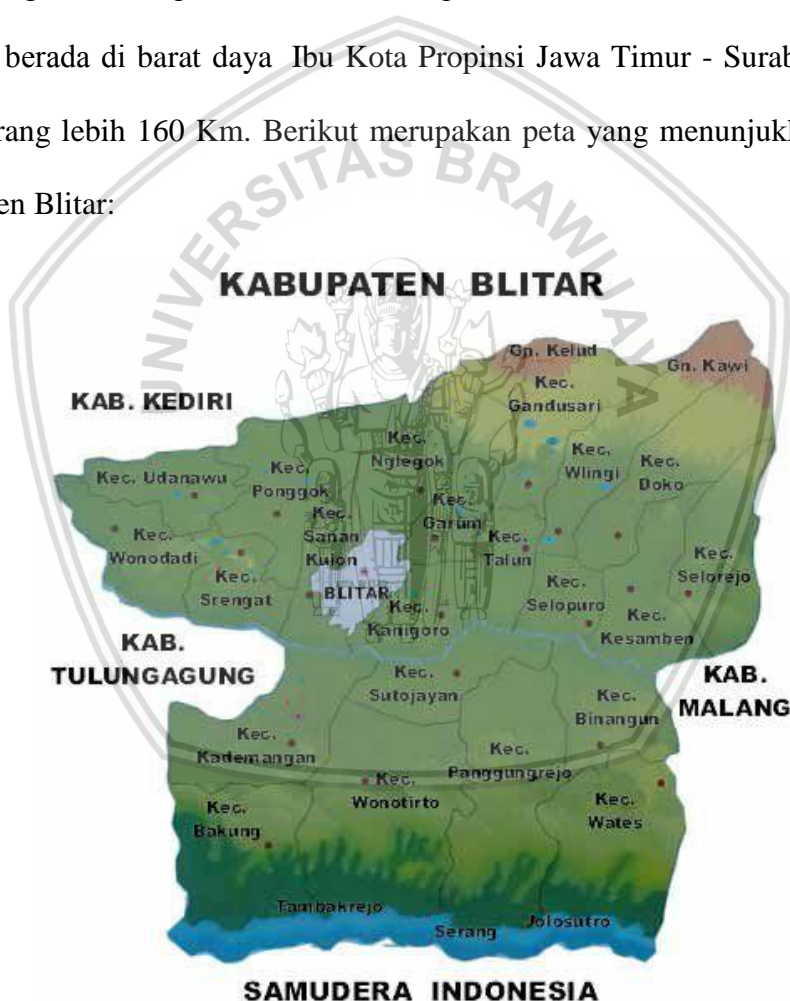 berada di barat daya Ibu Kota Propinsi Jawa Timur - Surab
rang lebih 160 Km. Berikut merupakan peta yang menunjuk
en Blitar:
UNIVERSITAS BRAWIJAYA
KABUPATEN BLITAR
Gn. Kelud
Gn. Kawi
KAB. KEDIRI
Kec.
Gandusari
Kec.
Nglegok
Kec.
Wlingi
Kec.
Doko
Kec. Udanawu
Kec.
Ponggok
Kec.
Garum
Kec.
Sanan
Kulon
Kec.
Talun
Kec.
Wonodadi
Kec.
Selorejo
Kec.
Srengat
BLITAR
Kec.
Selopuro
Kec.
Kanigoro
Kec.
Kesamben
KAB.
TULUNGAGUNG
Kec.
Sutojayan
KAB.
MALANG
Kec.
Binangun
Kec.
Kademangan
Kec.
Panggungrejo
Kec.
Wonotirto
Kec.
Bakung
Kec.
Wates
Tambakrejo
Serang
Jolosutro
SAMUDERA INDONESIA